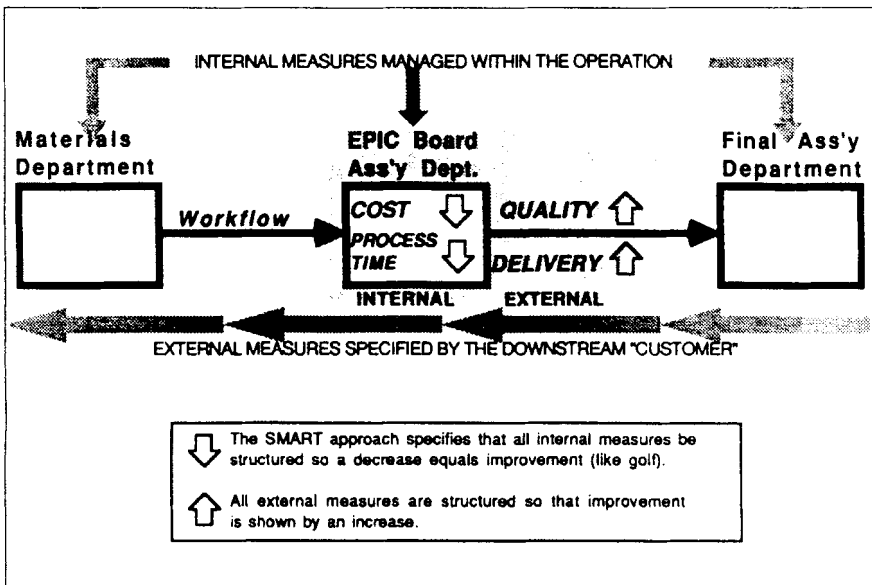 INTERNAL MEASURES MANAGED WITHIN THE OPERATION
Materials
Department
EPIC Board
Ass'y Dept.
Final Ass'y
Department
Workflow
COST
PROCESS
TIME
QUALITY
DELIVERY
INTERNAL
EXTERNAL
EXTERNAL MEASURES SPECIFIED BY THE DOWNSTREAM "CUSTOMER"
The SMART approach specifies that all internal measures be
structured so a decrease equals improvement (like golf).
All external measures are structured so that improvement
is shown by an increase.